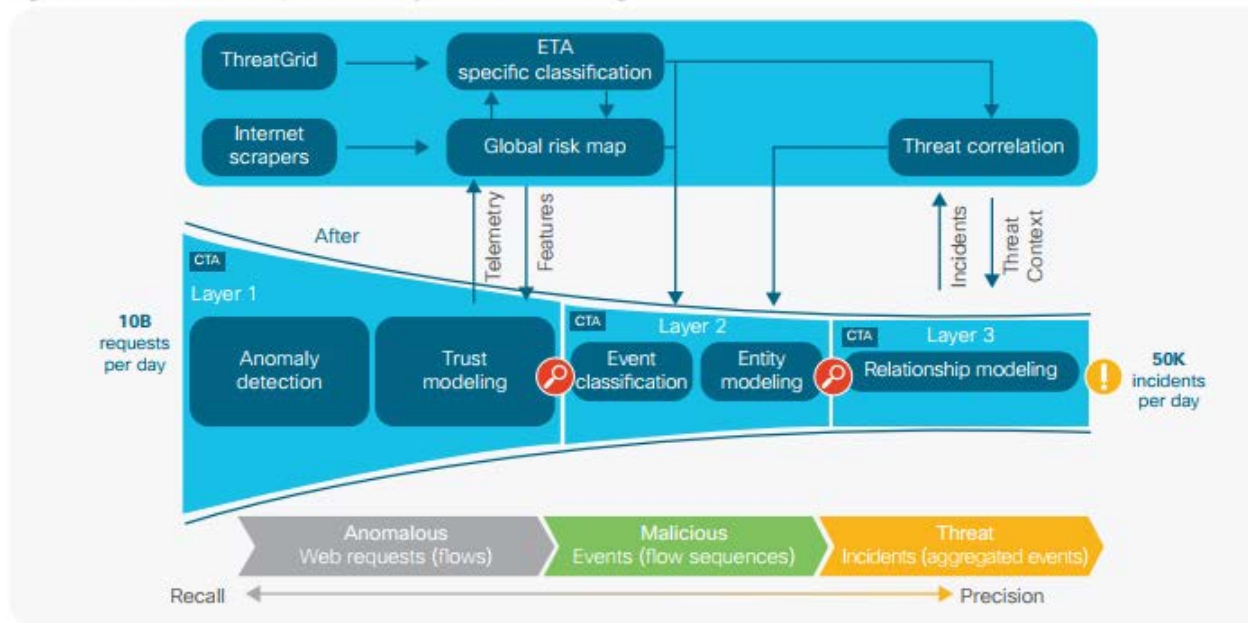 ThreatGrid
ETA
specific classification
Internet
scrapers
Global risk map
Threat correlation
After
Telemetry
Features
Incidents
Threat
Context
CTA
Layer 1
10B
requests
per day
Anomaly
detection
Trust
modeling
CTA
Layer 2
Event
classification
Entity
modeling
CTA
Layer 3
Relationship modeling
50K
incidents
per day
Anomalous
Web requests (flows)
Malicious
Events (flow sequences)
Threat
Incidents (aggregated events)
Recall
Precision